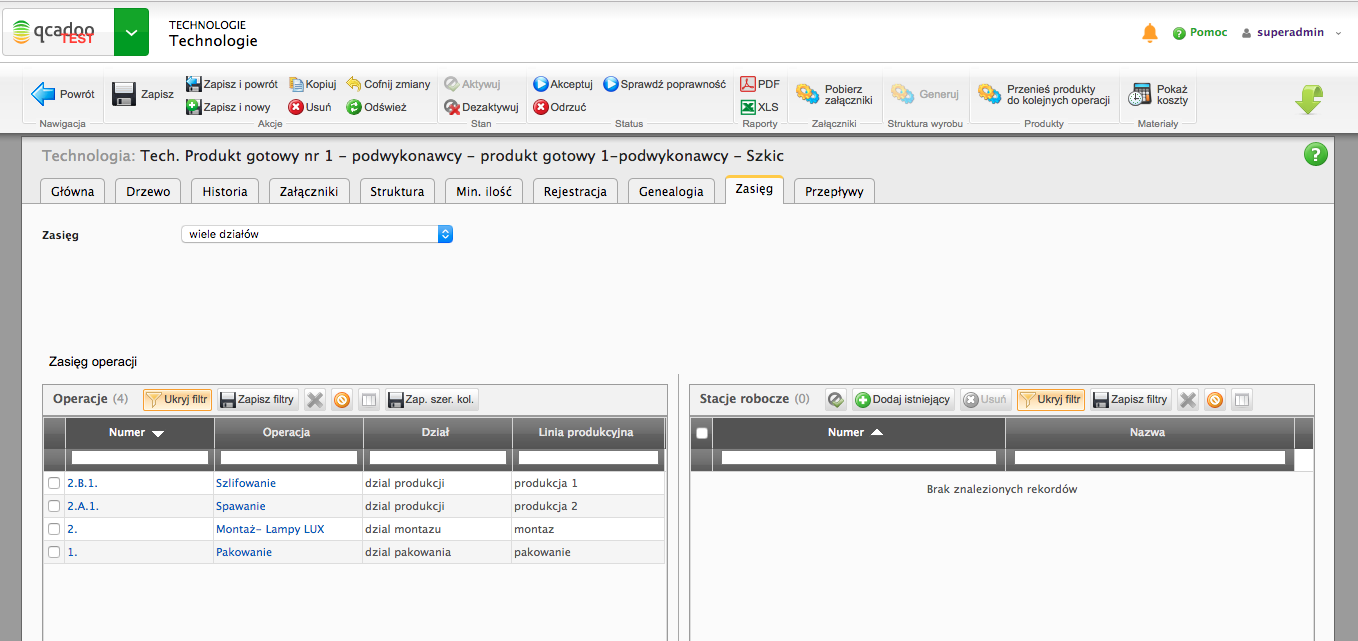 qcadoo
TEST
TECHNOLOGIE
Technologie
Pomoc
superadmin
Powrót
Nawigacja
Zapisz
Zapisz i powrót
Zapisz i nowy
Kopiuj
Usuń
Cofnij zmiany
Odśwież
Akcje
Aktywuj
Dezaktywuj
Stan
Akceptuj
Odrzuć
Sprawdź poprawność
Status
PDF
XLS
Raporty
Pobierz
załączniki
Załączniki
Generuj
Struktura wyrobu
Przenieś produkty
do kolejnych operacji
Produkty
Pokaż
koszty
Materiały
Technologia: Tech. Produkt gotowy nr 1 - podwykonawcy - produkt gotowy 1-podwykonawcy - Szkic
Główna
Drzewo
Historia
Załączniki
Struktura
Min. ilość
Rejestracja
Genealogia
Zasięg
Przepływy
Zasięg
wiele działów
Zasięg operacji
Operacje (4) Ukryj filtr Zapisz filtry Zap. szer. kol.
Numer Operacja Dział Linia produkcyjna
2.B.1. Szlifowanie dzial produkcji produkcja 1
2.A.1. Spawanie dzial produkcji produkcja 2
2. Montaż- Lampy LUX dzial montazu montaz
1. Pakowanie dzial pakowania pakowanie
Stacje robocze (0) Dodaj istniejący Usuń Ukryj filtr Zapisz filtry
Numer Nazwa
Brak znalezionych rekordów